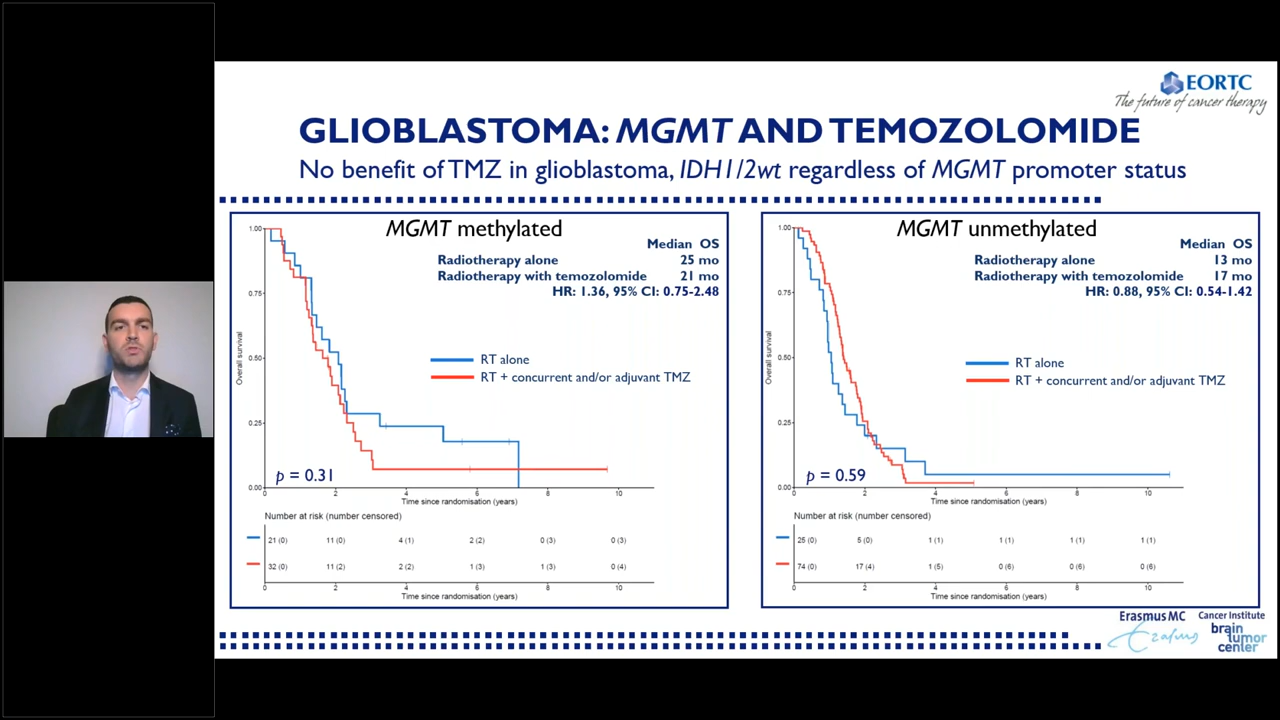 EORTC
The future of cancer therapy
GLIOBLASTOMA: MGMT AND TEMOZOLOMIDE
No benefit of TMZ in glioblastoma, IDH1/2wt regardless of MGMT promoter status
MGMT methylated
Median OS
Radiotherapy alone 25 mo
Radiotherapy with temozolomide 21 mo
HR: 1.36, 95% CI: 0.75-2.48
1.00
0.75
0.50
0.25
0.00
Overall survival
RT alone
RT + concurrent and/or adjuvant TMZ
p = 0.31
0 2 4 6 8 10
Time since randomisation (years)
Number at risk (number censored)
21 (0) 11 (0) 4 (1) 2 (2) 0 (3) 0 (3)
32 (0) 11 (2) 2 (2) 1 (3) 1 (3) 0 (4)
0 2 4 6 8 10
Time since randomisation (years)
MGMT unmethylated
Median OS
Radiotherapy alone 13 mo
Radiotherapy with temozolomide 17 mo
HR: 0.88, 95% CI: 0.54-1.42
1.00
0.75
0.50
0.25
0.00
Overall survival
RT alone
RT + concurrent and/or adjuvant TMZ
p = 0.59
0 2 4 6 8 10
Time since randomisation (years)
Number at risk (number censored)
25 (0) 5 (0) 1 (1) 1 (1) 1 (1) 1 (1)
74 (0) 17 (4) 1 (5) 0 (6) 0 (6) 0 (6)
0 2 4 6 8 10
Time since randomisation (years)
Erasmus MC
Erasmus
Cancer Institute
brain
tumor
center